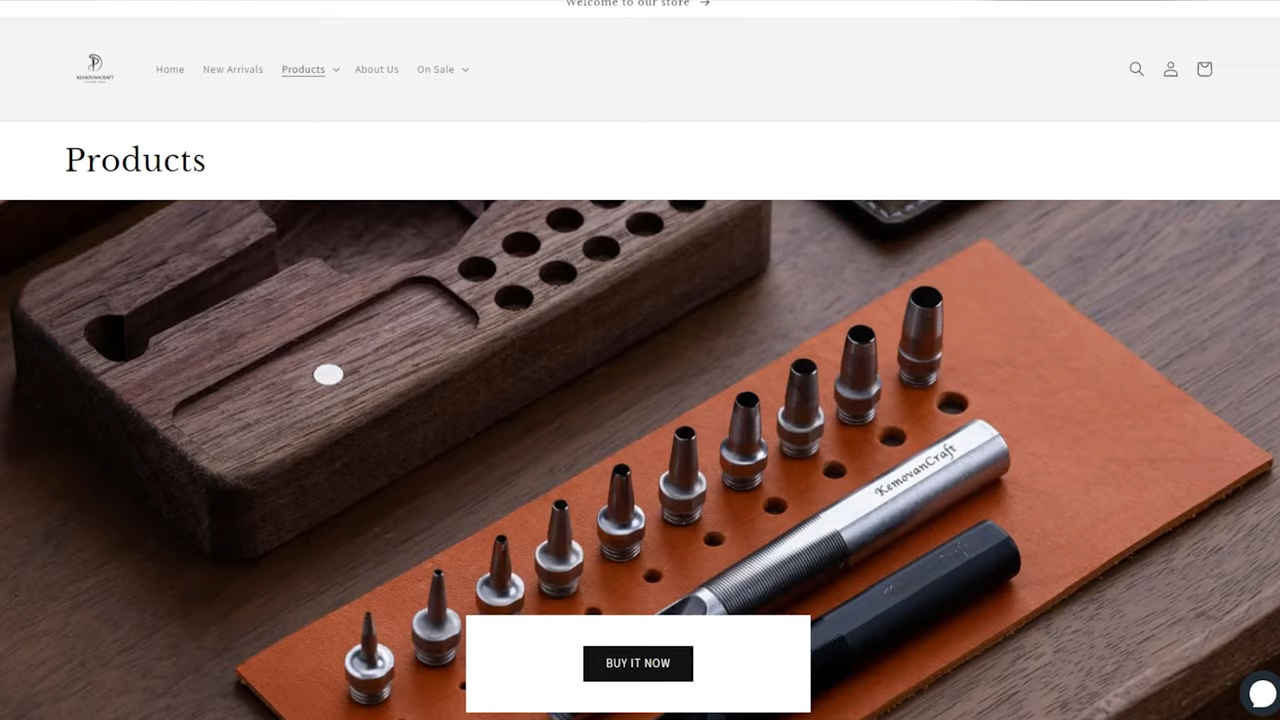 Welcome to our store →
KEMOVANCRAFT
Home New Arrivals Products About Us On Sale
Products
KemovanCraft
BUY IT NOW